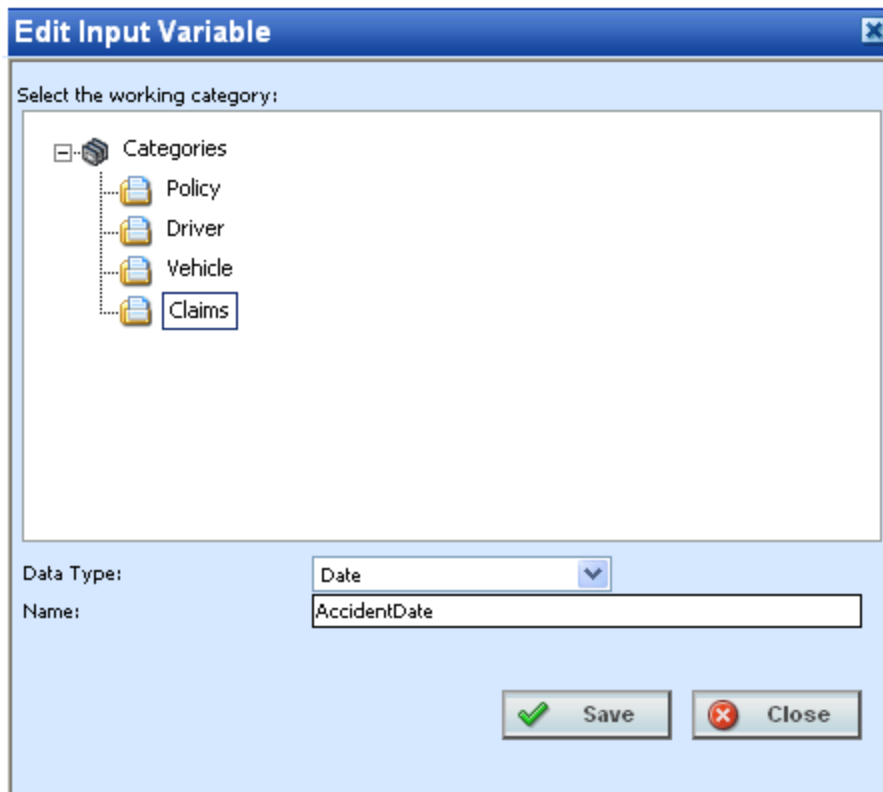 Edit Input Variable
Select the working category:
Categories
Policy
Driver
Vehicle
Claims
Data Type: Date
Name: AccidentDate
Save Close